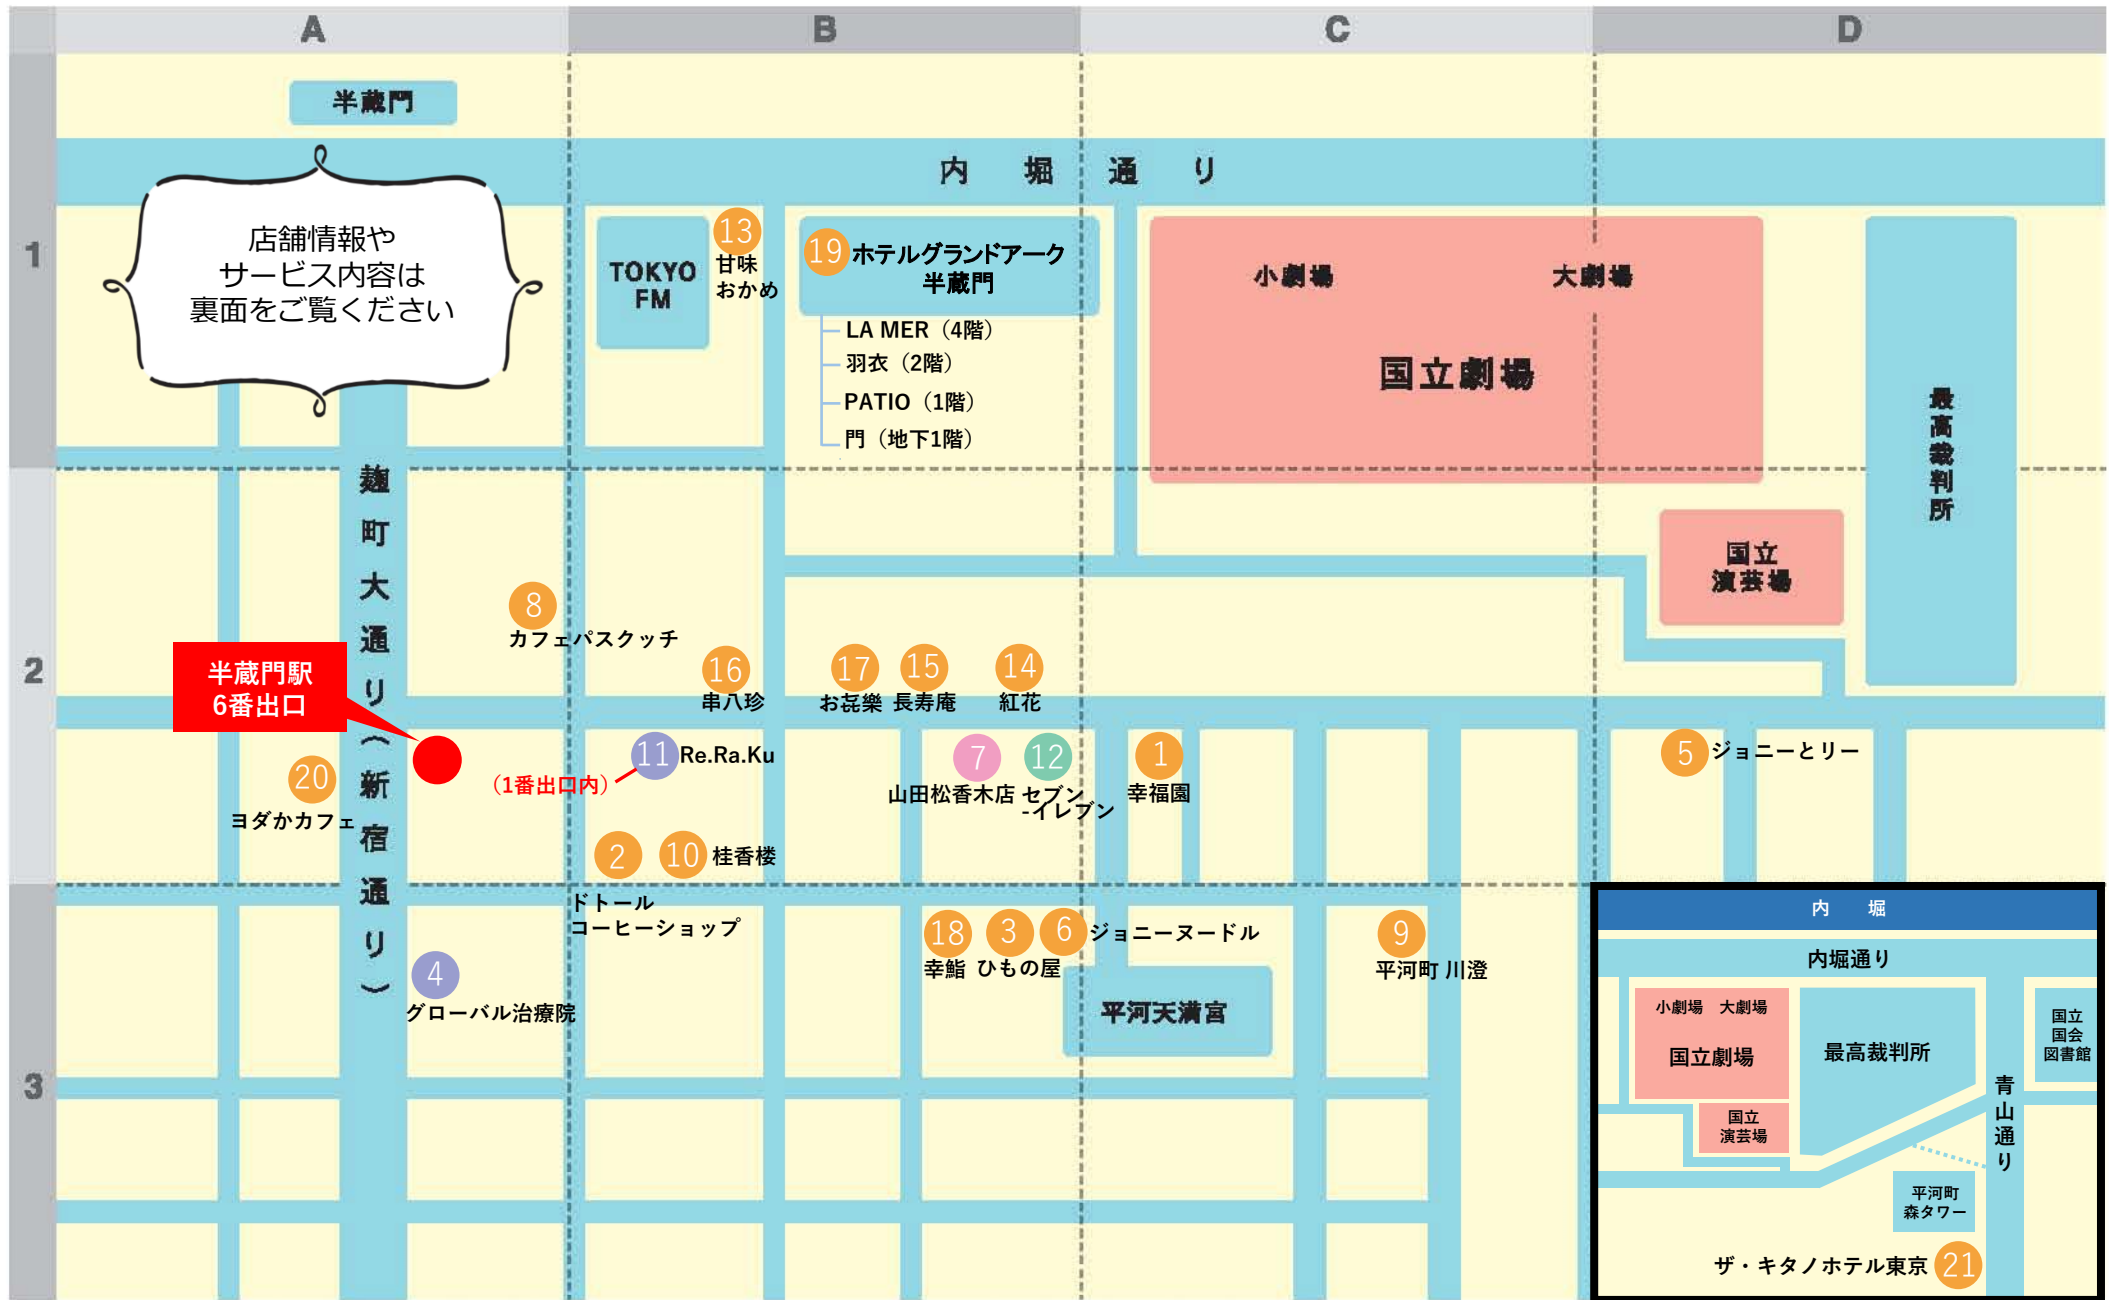 A
B
C
D
1
2
3
半蔵門
内堀通り
店舗情報や
サービス内容は
裏面をご覧ください
TOKYO
FM
13
甘味
おかめ
19
ホテルグランドアーク
半蔵門
LA MER（4階）
羽衣（2階）
PATIO（1階）
門（地下1階）
小劇場
大劇場
国立劇場
最高裁判所
国立
演芸場
麹町大通り（新宿通り）
8
カフェパスクッチ
半蔵門駅
6番出口
16
串八珍
17
お㐂樂
15
長寿庵
14
紅花
20
ヨダかカフェ
（1番出口内）
11
Re.Ra.Ku
7
山田松香木店
12
セブン
-イレブン
1
幸福園
5
ジョニーとリー
2
ドトール
コーヒーショップ
10
桂香楼
4
グローバル治療院
18
幸鮨
3
ひもの屋
6
ジョニーヌードル
平河天満宮
9
平河町 川澄
内堀
内堀通り
小劇場 大劇場
国立劇場
最高裁判所
国立
国会
図書館
国立
演芸場
青山通り
平河町
森タワー
ザ・キタノホテル東京
21